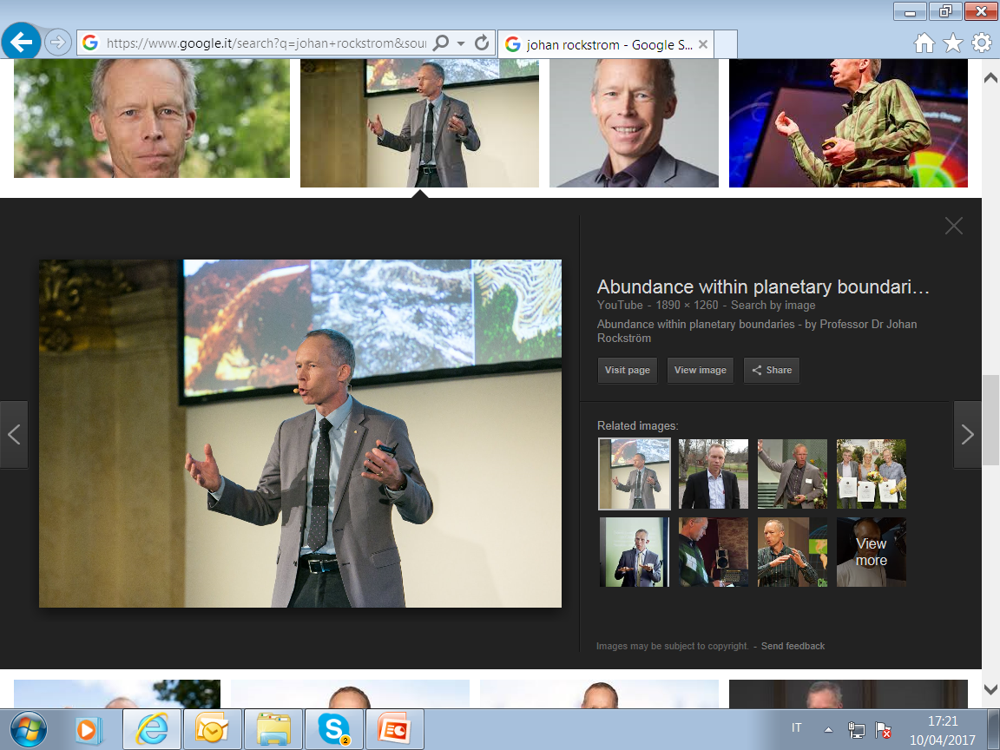 https://www.google.it/search?q=johan+rockstrom&sour
johan rockstrom - Google S...
Abundance within planetary boundari…
YouTube - 1890 × 1260 - Search by image
Abundance within planetary boundaries - by Professor Dr Johan
Rockström
Visit page
View image
Share
Related images:
View
more
Images may be subject to copyright. - Send feedback
2
IT
17:21
10/04/2017